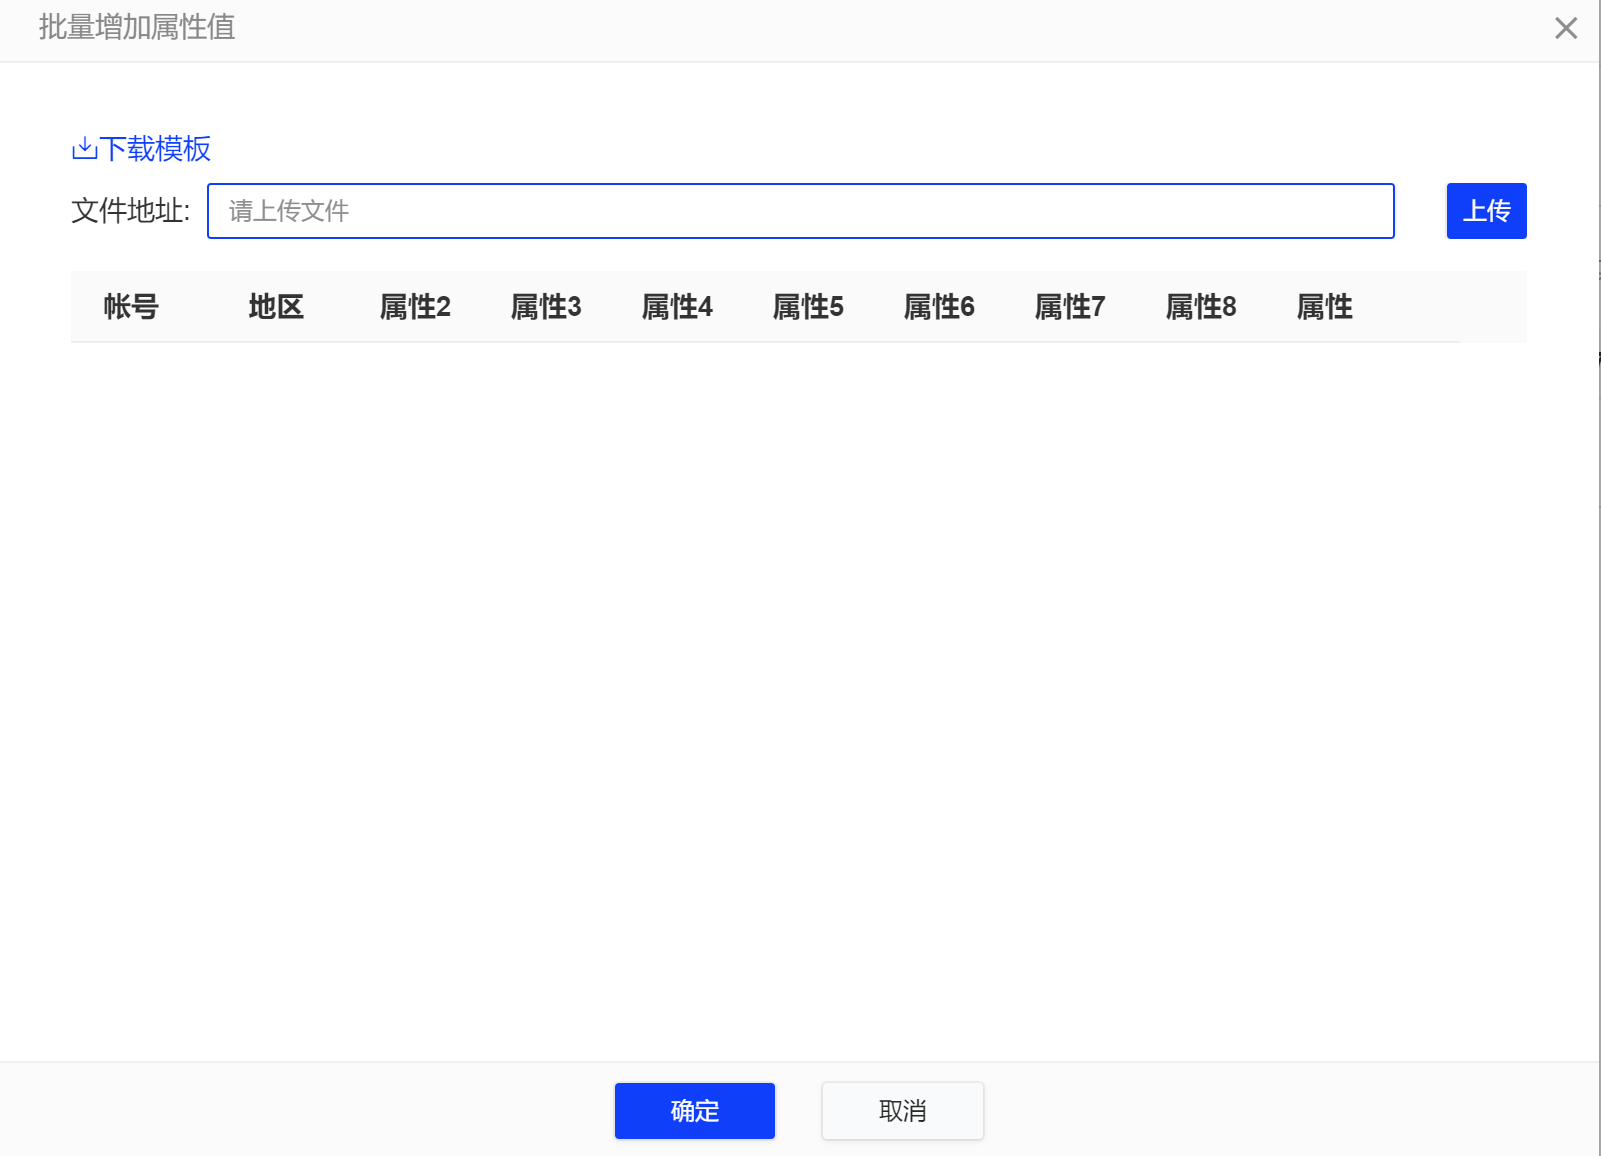 批量增加属性值
下载模板
文件地址: 请上传文件 上传
帐号 地区 属性2 属性3 属性4 属性5 属性6 属性7 属性8 属性
确定 取消